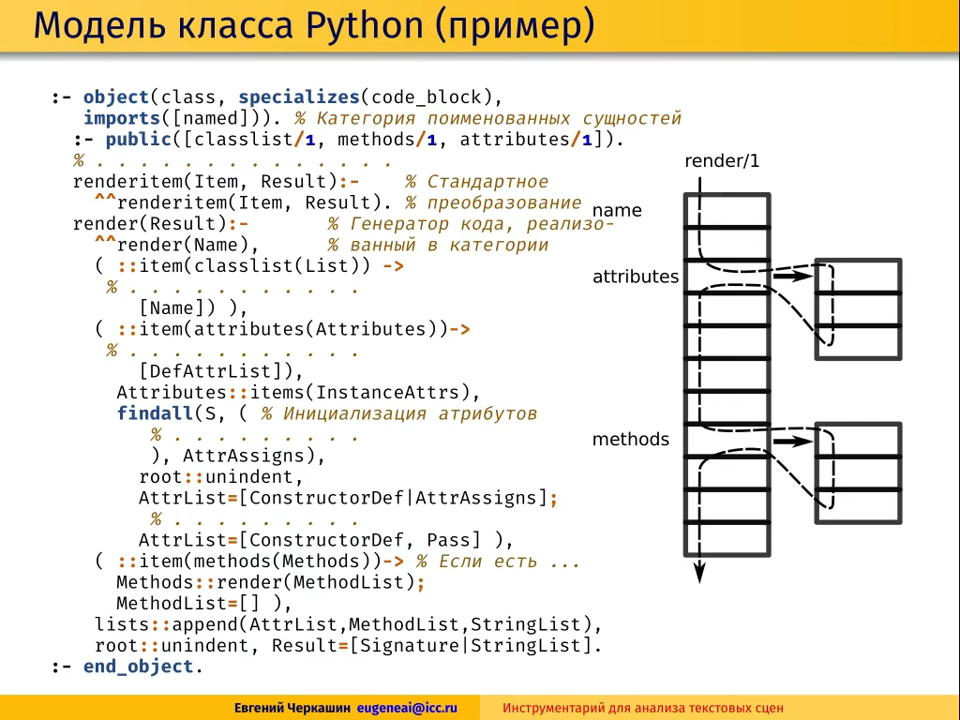 Модель класса Python (пример)
:- object(class, specializes(code_block),
imports([named])). % Категория поименованных сущностей
:- public([classlist/1, methods/1, attributes/1]).
% . . . . . . . . . . . . . .
renderitem(Item, Result):- % Стандартное
^^renderitem(Item, Result). % преобразование
render(Result):- % Генератор кода, реализо-
^^render(Name), % ванный в категории
( ::item(classlist(List)) ->
% . . . . . . . . . . .
[Name]) ),
( ::item(attributes(Attributes))->
% . . . . . . . . . . .
[DefAttrList]),
Attributes::items(InstanceAttrs),
findall(S, ( % Инициализация атрибутов
% . . . . . . . . .
), AttrAssigns),
root::unindent,
AttrList=[ConstructorDef|AttrAssigns];
% . . . . . . . . .
AttrList=[ConstructorDef, Pass] ),
( ::item(methods(Methods))-> % Если есть ...
Methods::render(MethodList);
MethodList=[] ),
lists::append(AttrList,MethodList,StringList),
root::unindent, Result=[Signature|StringList].
:- end_object.
render/1
name
attributes
methods
Евгений Черкашин eugeneai@icc.ru Инструментарий для анализа текстовых сцен